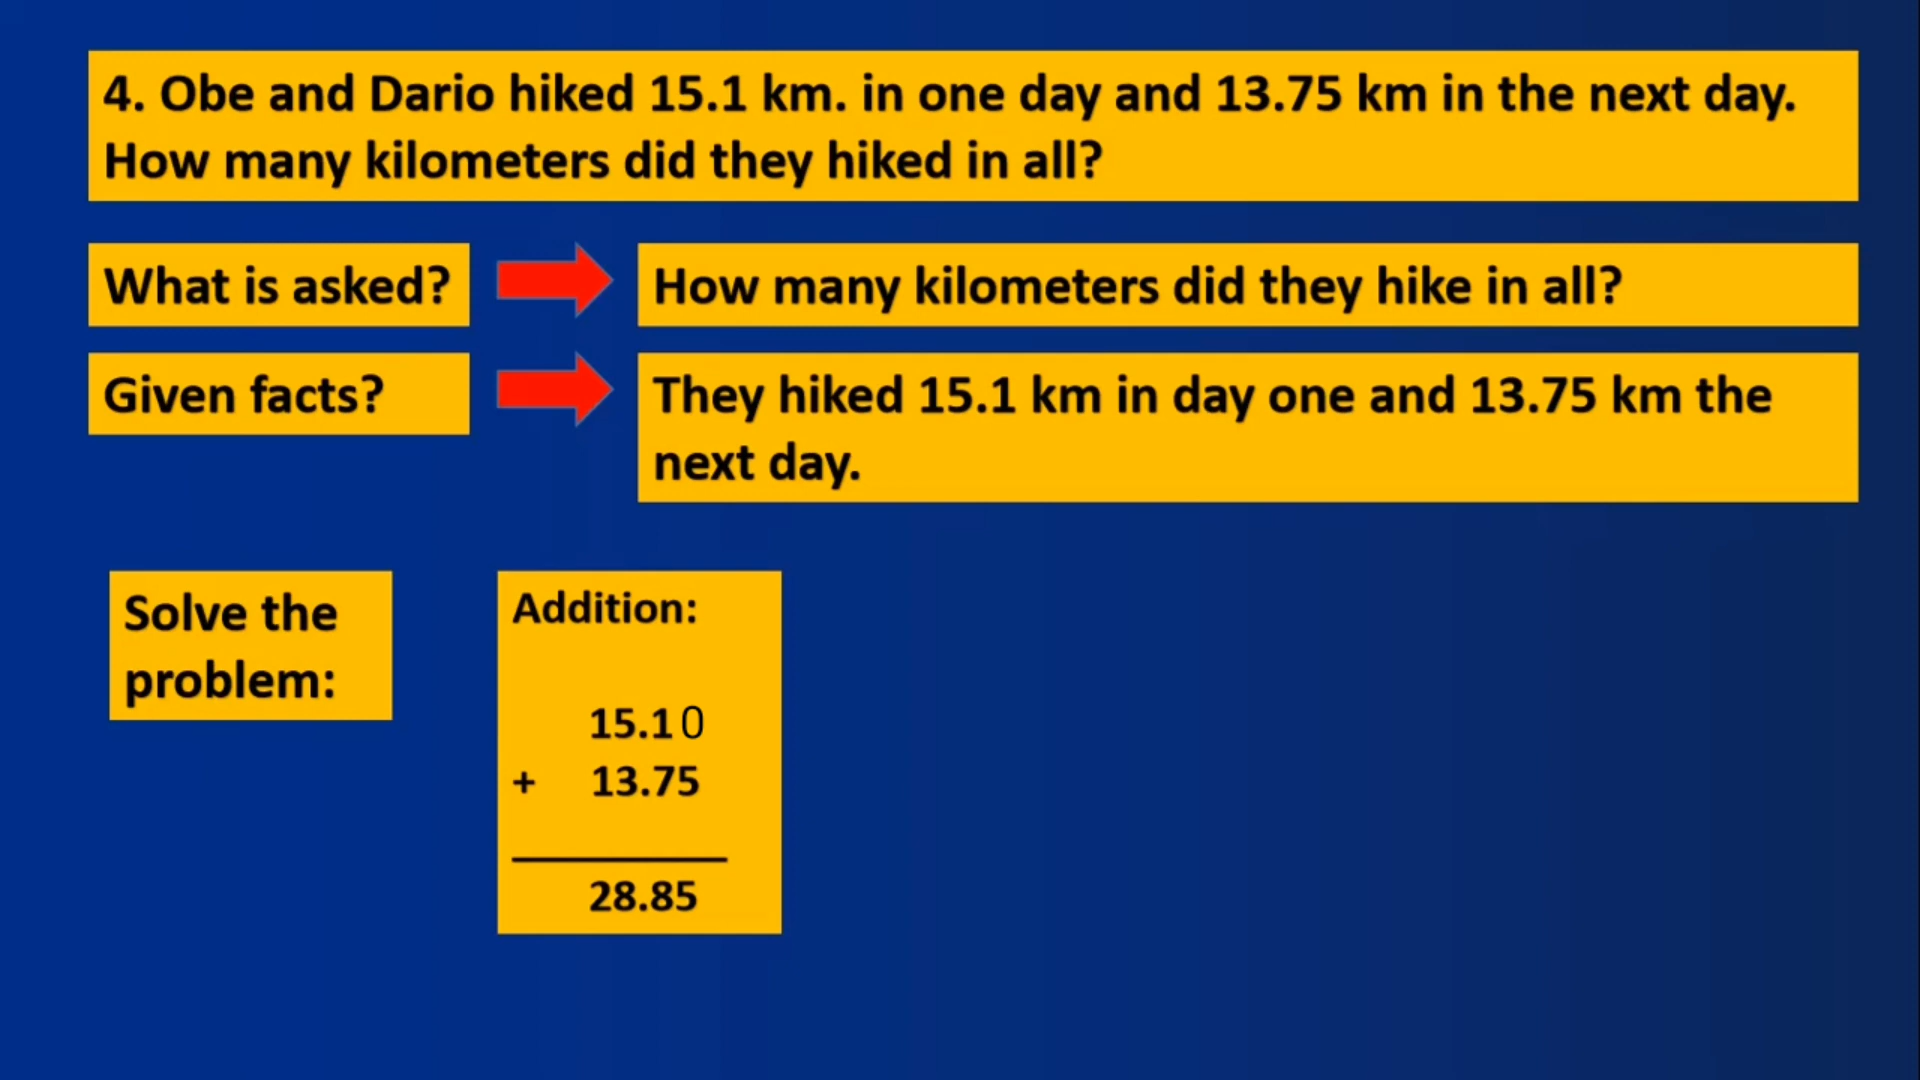 4. Obe and Dario hiked 15.1 km. in one day and 13.75 km in the next day.
How many kilometers did they hiked in all?
What is asked?
How many kilometers did they hike in all?
Given facts?
They hiked 15.1 km in day one and 13.75 km the
next day.
Solve the
problem:
Addition:
15.10
+ 13.75
28.85